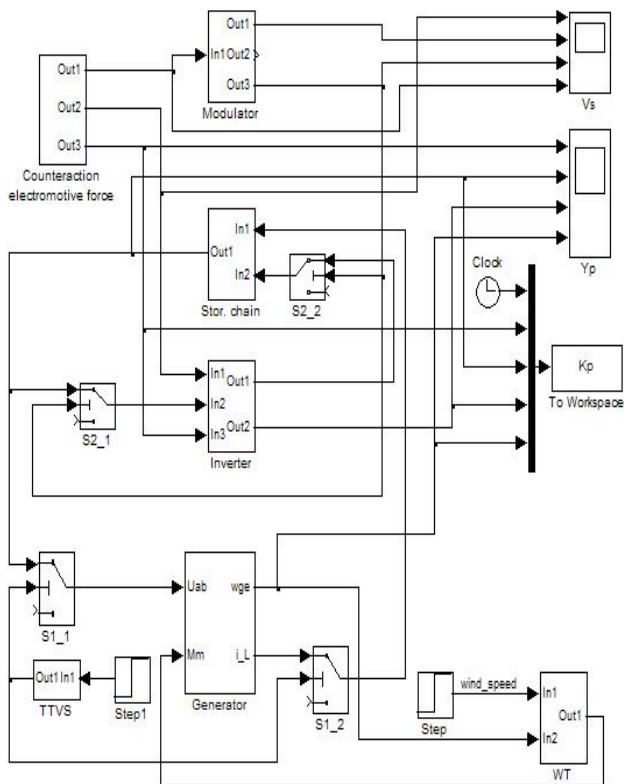 Out1
In1 Out2
Out3
Modulator
Vs
Out1
Out2
Out3
Counteraction
electromotive force
Yp
In1
Out1
In2
Stor. chain
S2_2
Clock
Kp
To Workspace
In1
Out1
In2
Out2
In3
Inverter
S2_1
S1_1
Uab wge
Mm i_L
Generator
S1_2
Out1 In1
TTVS
Step1
Step
wind_speed
In1
Out1
In2
WT